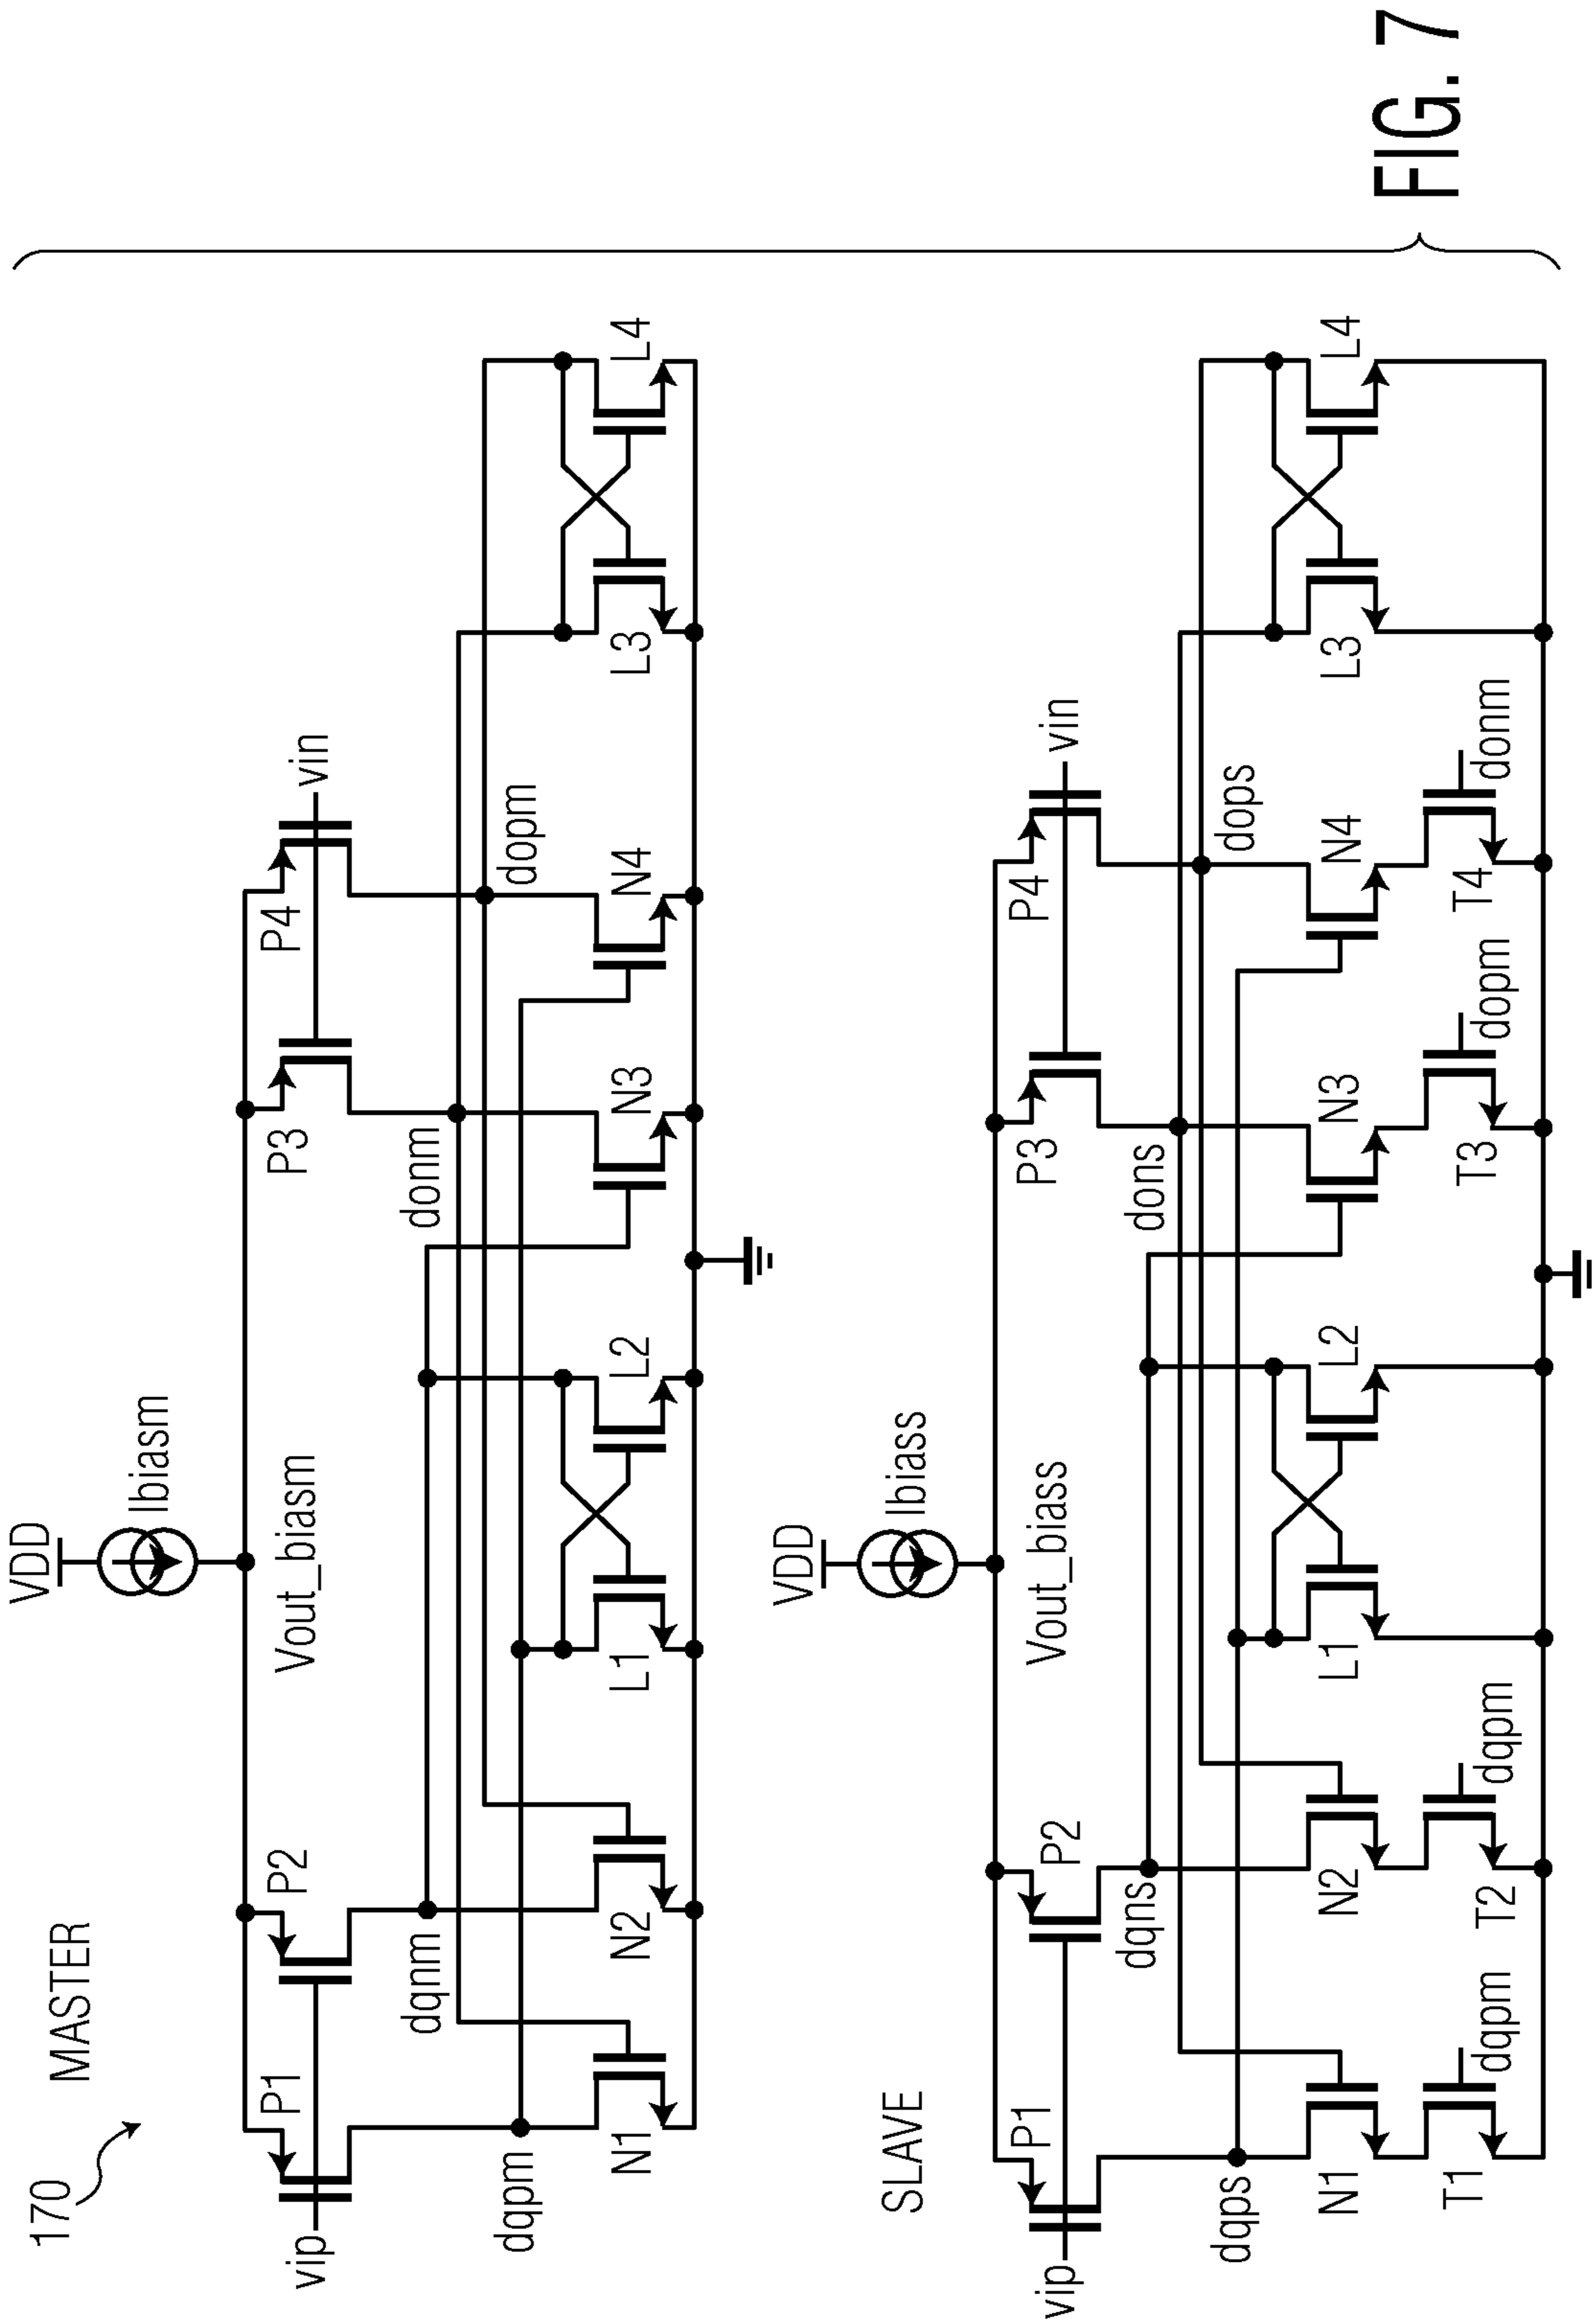 170
MASTER
VDD
Ibiasm
P1
P2
Vout_biasm
P3
P4
vip
vin
dqnm
donm
dqpm
dopm
N1
N2
L1
L2
N3
N4
L3
L4
VDD
SLAVE
Ibiass
P1
P2
Vout_biass
P3
P4
vip
vin
dqns
dons
dqps
dops
N1
N2
L1
L2
N3
N4
L3
L4
T1
dqpm
T2
dqpm
T3
dopm
T4
donm
FIG. 7